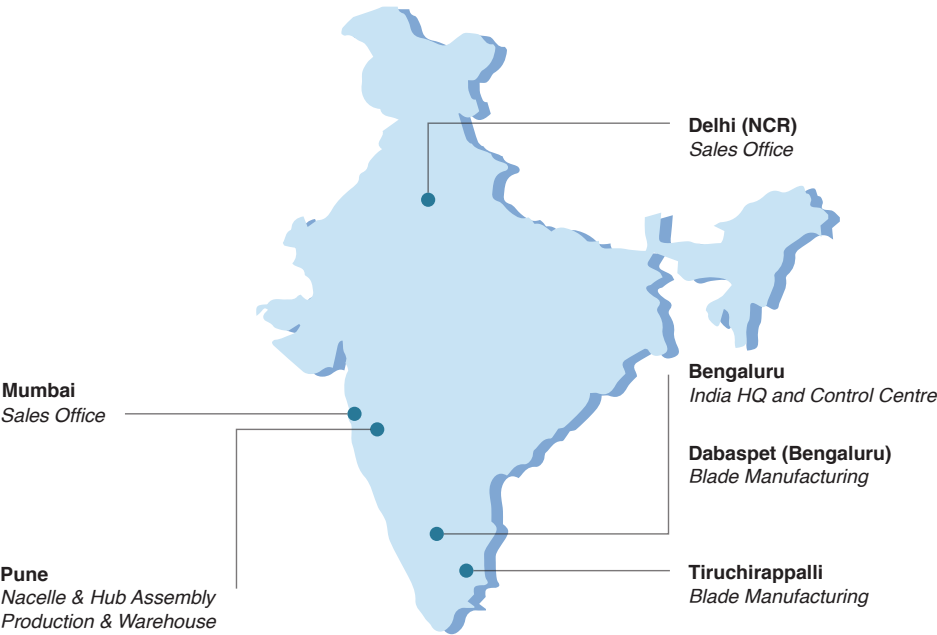 Delhi (NCR)
Sales Office
Mumbai
Sales Office
Bengaluru
India HQ and Control Centre
Dabaspet (Bengaluru)
Blade Manufacturing
Pune
Nacelle & Hub Assembly
Production & Warehouse
Tiruchirappalli
Blade Manufacturing